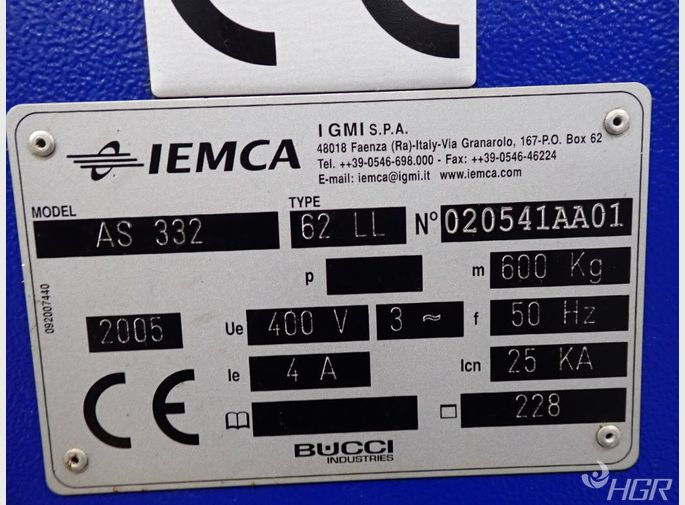 CE
IEMCA
I GMI S.P.A.
48018 Faenza (Ra)-Italy-Via Granarolo, 167-P.O. Box 62
Tel. ++39-0546-698.000 - Fax: ++39-0546-46224
E-mail: iemca@igmi.it www.iemca.com
MODEL AS 332 TYPE 62 LL N° 020541AA01
p m 600 Kg
2005 Ue 400 V 3 ~ f 50 Hz
Ie 4 A Icn 25 KA
CE 228
BUCCI
INDUSTRIES
092007440
HGR